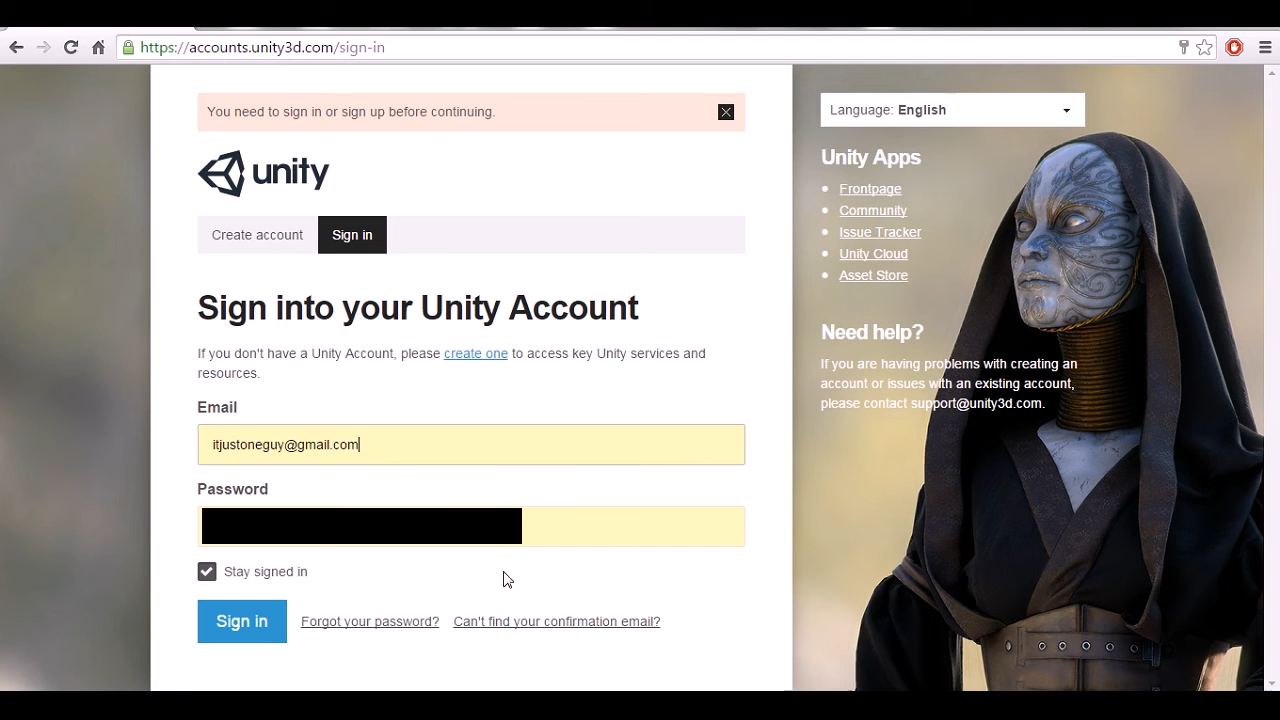 https://accounts.unity3d.com/sign-in
You need to sign in or sign up before continuing.
unity
Create account
Sign in
Sign into your Unity Account
If you don't have a Unity Account, please create one to access key Unity services and
resources.
Email
itjustoneguy@gmail.com
Password
Stay signed in
Sign in
Forgot your password?
Can't find your confirmation email?
Language: English
Unity Apps
Frontpage
Community
Issue Tracker
Unity Cloud
Asset Store
Need help?
If you are having problems with creating an
account or issues with an existing account,
please contact support@unity3d.com.